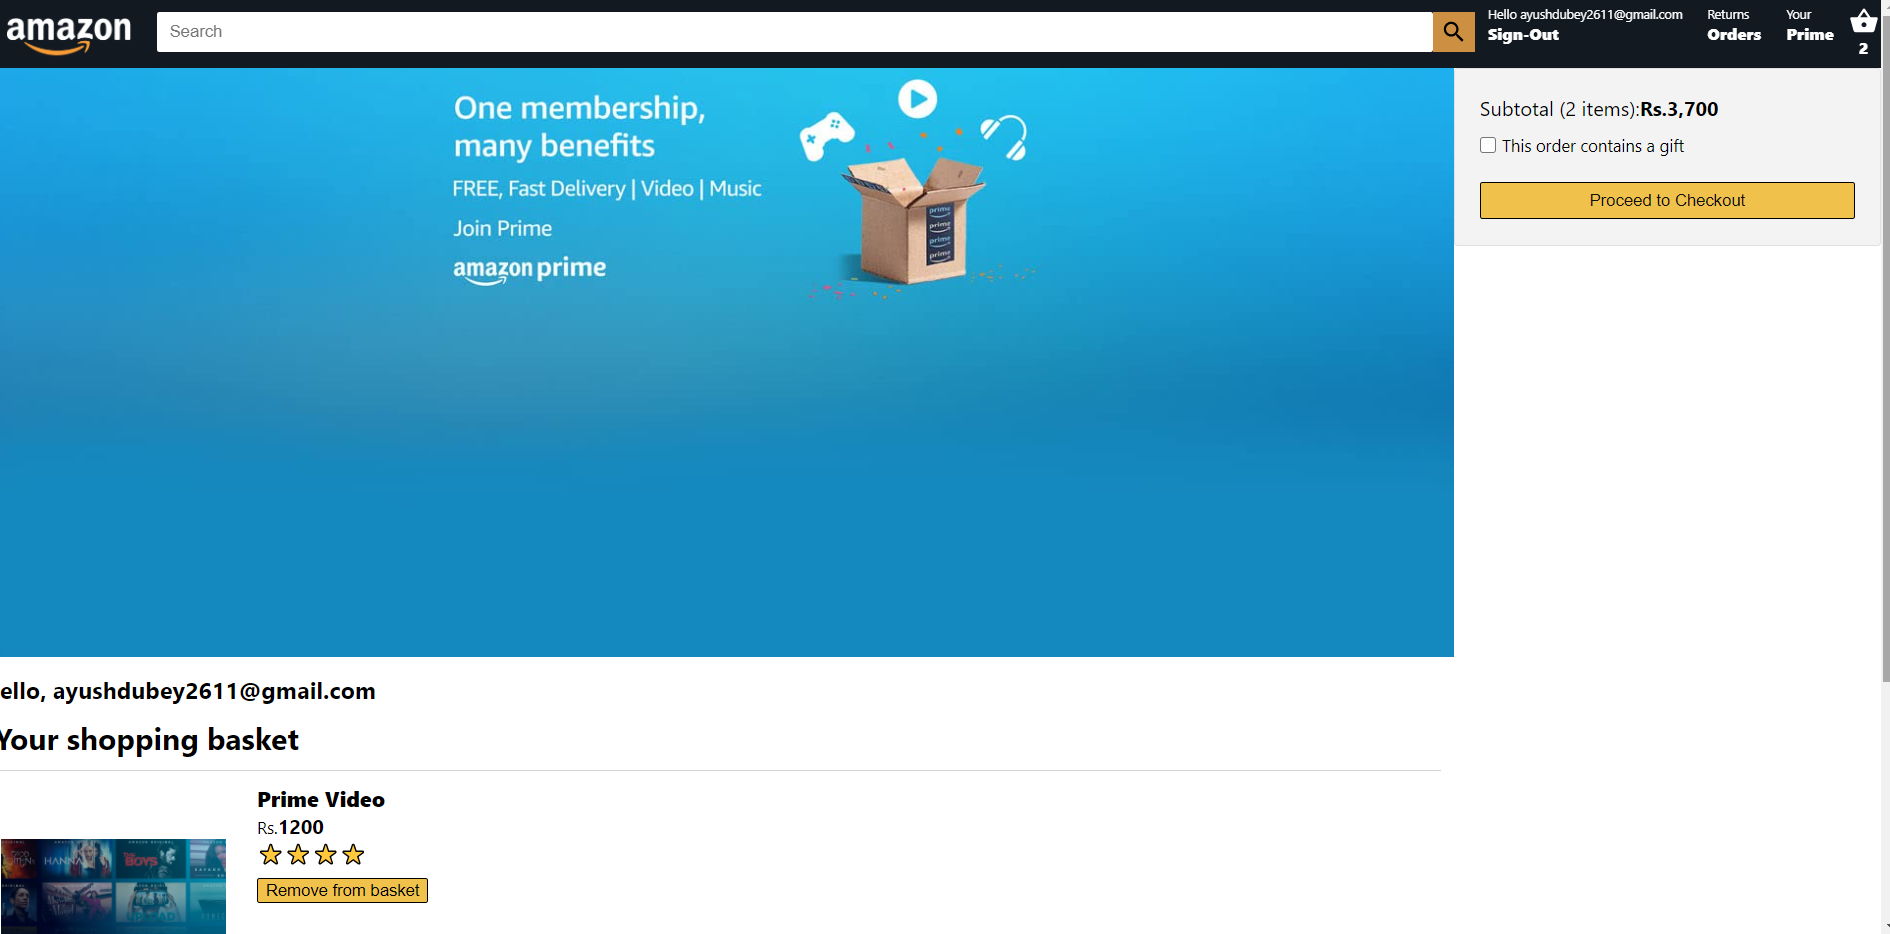 amazon
Search
Hello ayushdubey2611@gmail.com
Sign-Out
Returns
Orders
Your
Prime
2
One membership,
many benefits
FREE, Fast Delivery | Video | Music
Join Prime
amazon prime
prime
prime
prime
prime
Subtotal (2 items):Rs.3,700
This order contains a gift
Proceed to Checkout
ello, ayushdubey2611@gmail.com
Your shopping basket
Prime Video
Rs.1200
HANNA
BOYS
UPLOAD
Remove from basket